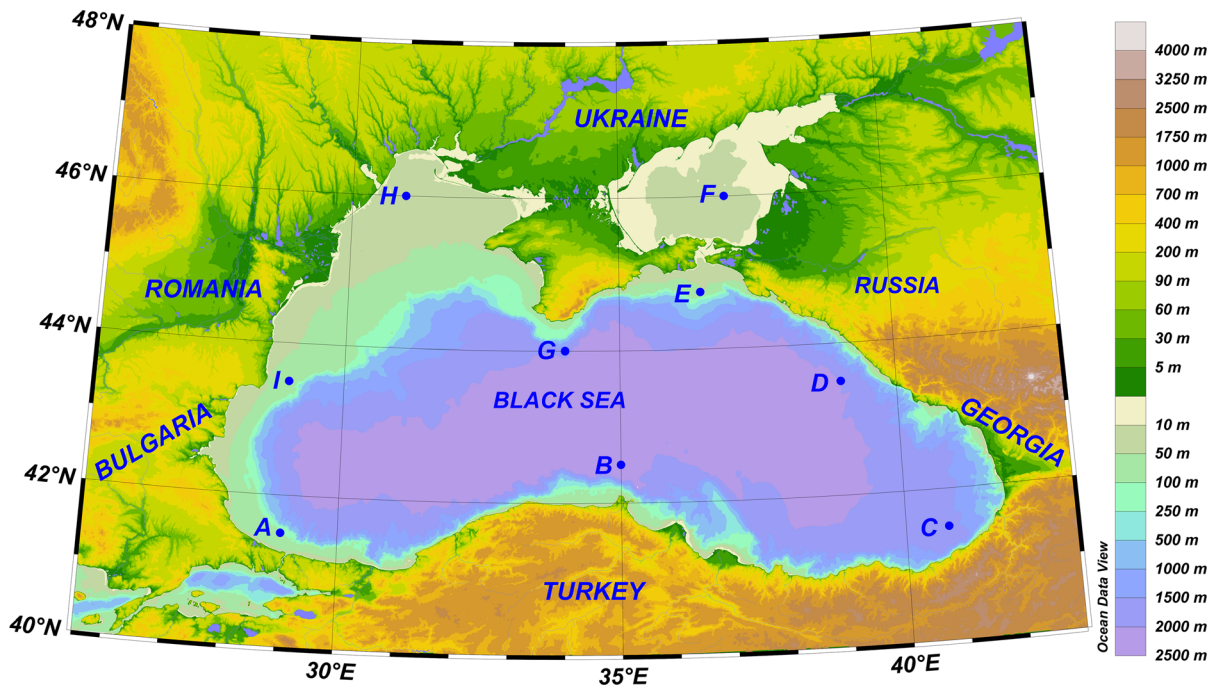 48°N
46°N
44°N
42°N
40°N
30°E
35°E
40°E
UKRAINE
H
F
ROMANIA
RUSSIA
E
G
I
D
BLACK SEA
BULGARIA
GEORGIA
B
A
C
TURKEY
Ocean Data View
4000 m
3250 m
2500 m
1750 m
1000 m
700 m
400 m
200 m
90 m
60 m
30 m
5 m
10 m
50 m
100 m
250 m
500 m
1000 m
1500 m
2000 m
2500 m